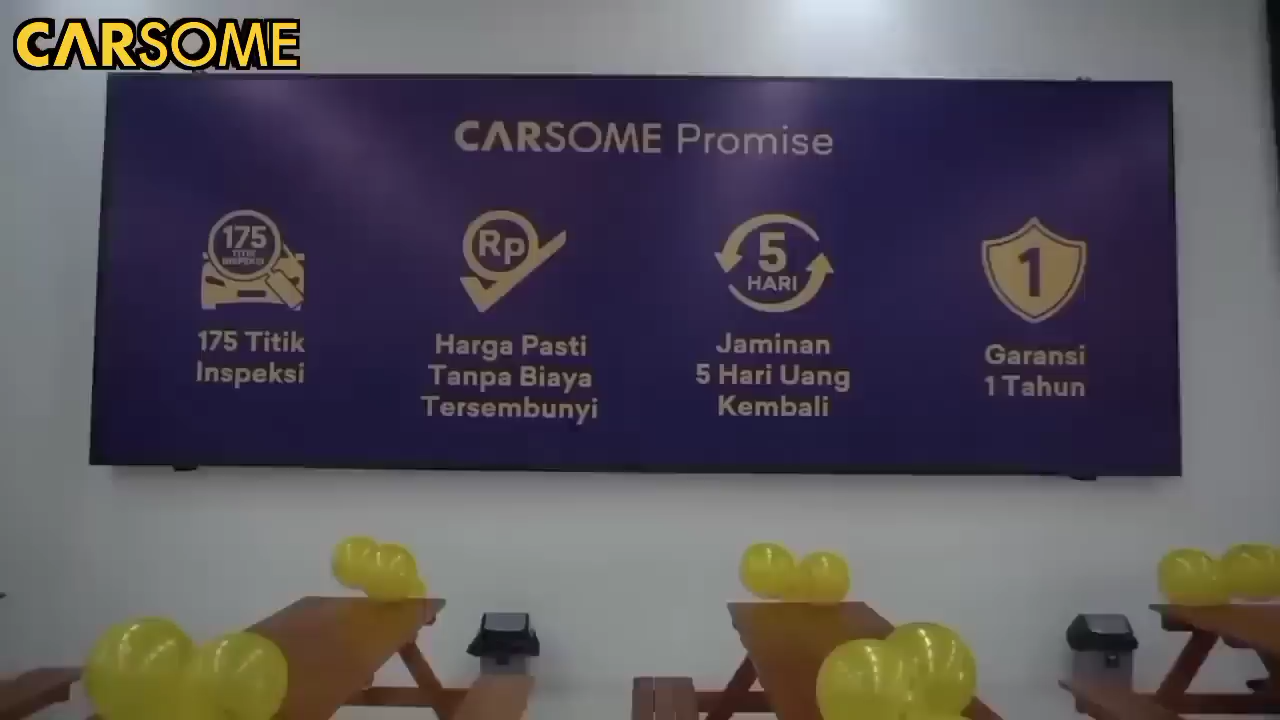 CARSOME
CARSOME Promise
175
TITIK
INSPEKSI
175 Titik
Inspeksi
Rp
Harga Pasti
Tanpa Biaya
Tersembunyi
5
HARI
Jaminan
5 Hari Uang
Kembali
1
Garansi
1 Tahun